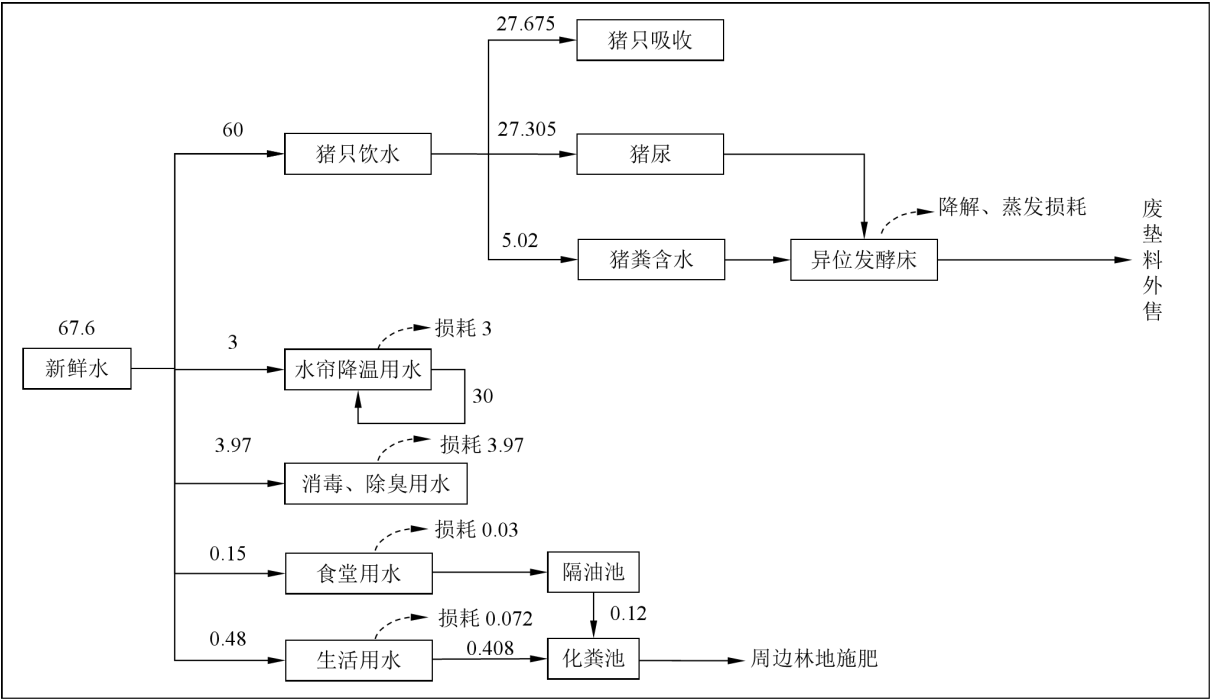 27.675
猪只吸收
60
猪只饮水
27.305
猪尿
降解、蒸发损耗
5.02
猪粪含水
异位发酵床
废垫料外售
67.6
新鲜水
3
损耗 3
水帘降温用水
30
3.97
损耗 3.97
消毒、除臭用水
0.15
损耗 0.03
食堂用水
隔油池
0.12
0.48
损耗 0.072
生活用水
0.408
化粪池
周边林地施肥